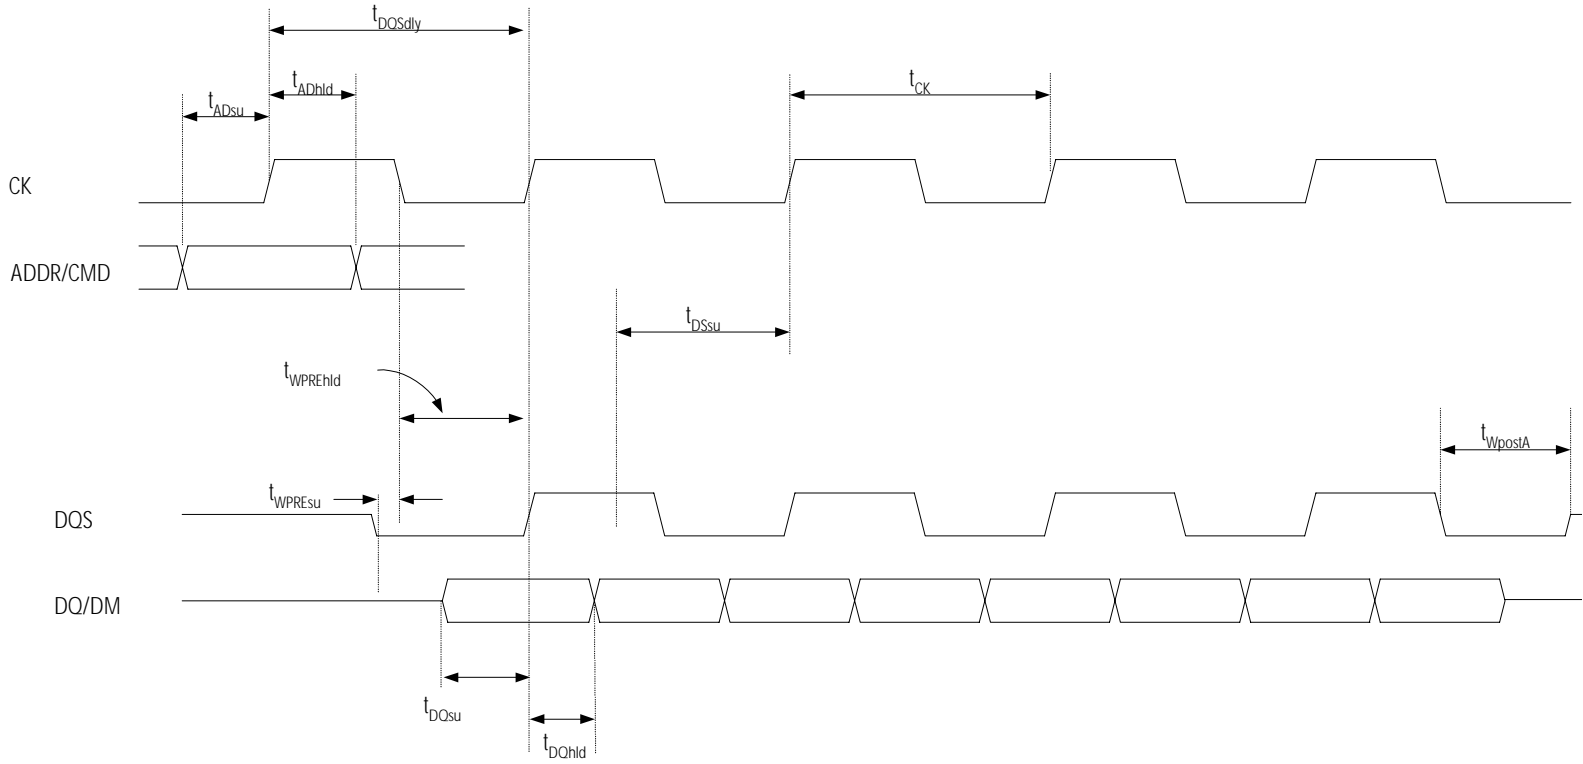 tDQSdly
tADhld
tCK
tADsu
CK
ADDR/CMD
tDSsu
tWPREhld
tWpostA
tWPREsu
DQS
DQ/DM
tDQsu
tDQhld